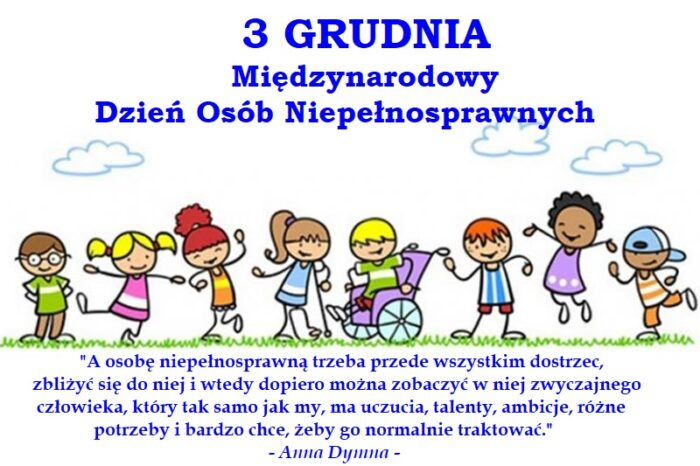 3 GRUDNIA
Międzynarodowy
Dzień Osób Niepełnosprawnych
"A osobę niepełnosprawną trzeba przede wszystkim dostrzec,
zbliżyć się do niej i wtedy dopiero można zobaczyć w niej zwyczajnego
człowieka, który tak samo jak my, ma uczucia, talenty, ambicje, różne
potrzeby i bardzo chce, żeby go normalnie traktować."
- Anna Dymna -